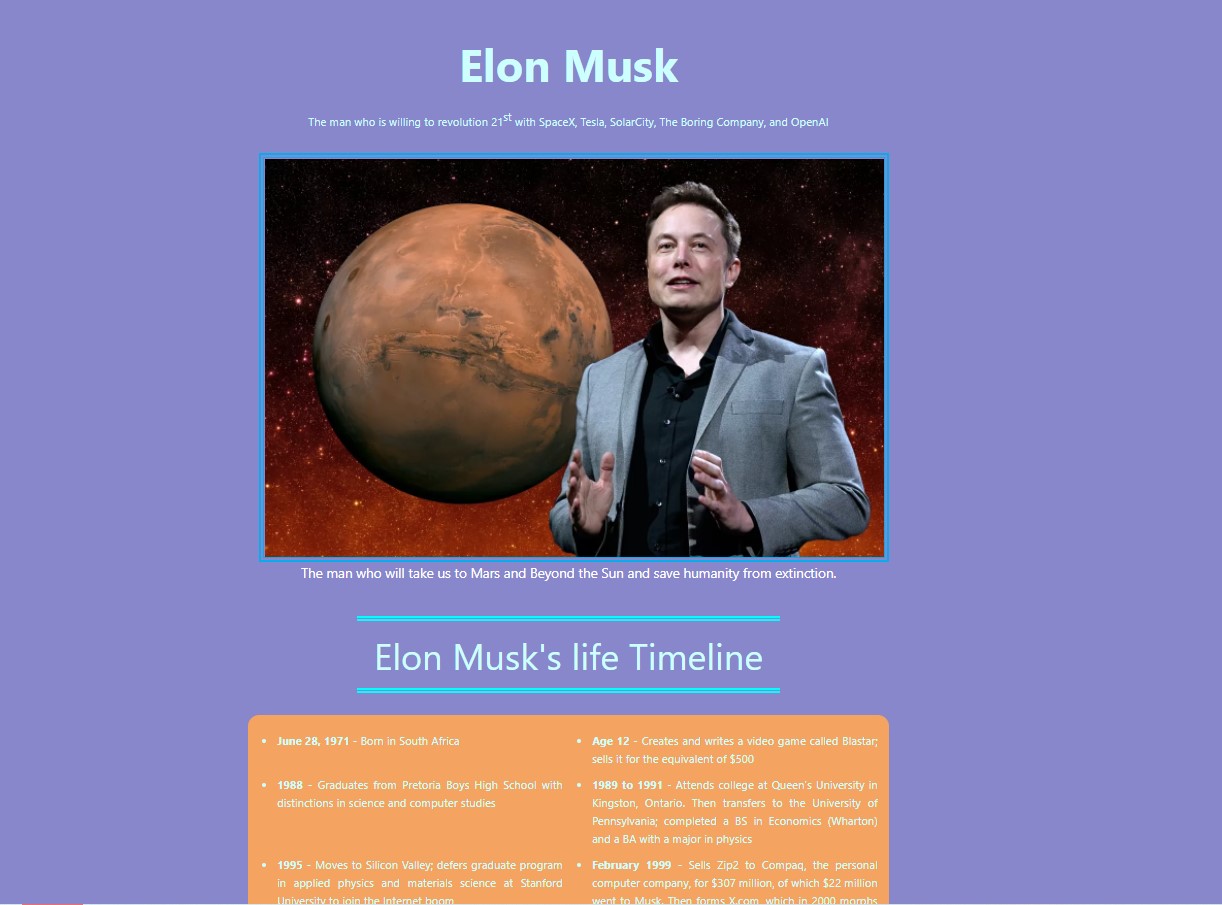 Elon Musk
The man who is willing to revolution 21st with SpaceX, Tesla, SolarCity, The Boring Company, and OpenAI
The man who will take us to Mars and Beyond the Sun and save humanity from extinction.
Elon Musk's life Timeline
• June 28, 1971 - Born in South Africa
• Age 12 - Creates and writes a video game called Blastar;
sells it for the equivalent of $500
• 1988 - Graduates from Pretoria Boys High School with
distinctions in science and computer studies
• 1989 to 1991 - Attends college at Queen's University in
Kingston, Ontario. Then transfers to the University of
Pennsylvania; completed a BS in Economics (Wharton)
and a BA with a major in physics
• 1995 - Moves to Silicon Valley; defers graduate program
in applied physics and materials science at Stanford
University to join the Internet boom
• February 1999 - Sells Zip2 to Compaq, the personal
computer company, for $307 million, of which $22 million
went to Musk. Then forms X.com, which in 2000 morphs